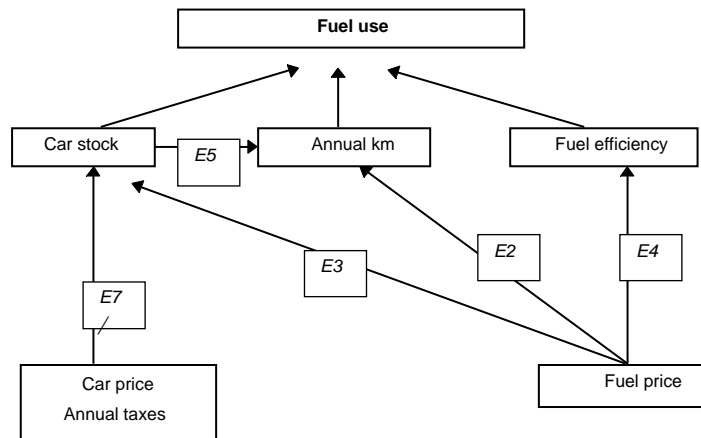 Fuel use
Car stock
E5
Annual km
Fuel efficiency
E3
E2
E4
E7
Car price
Annual taxes
Fuel price